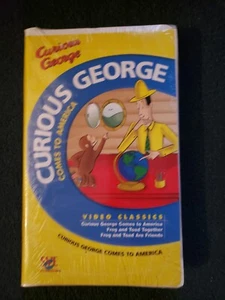 Curious
George
CURIOUS GEORGE
COMES TO AMERICA
VIDEO CLASSICS
Curious George Comes to America
Frog and Toad Together
Frog and Toad Are Friends
CURIOUS GEORGE COMES TO AMERICA